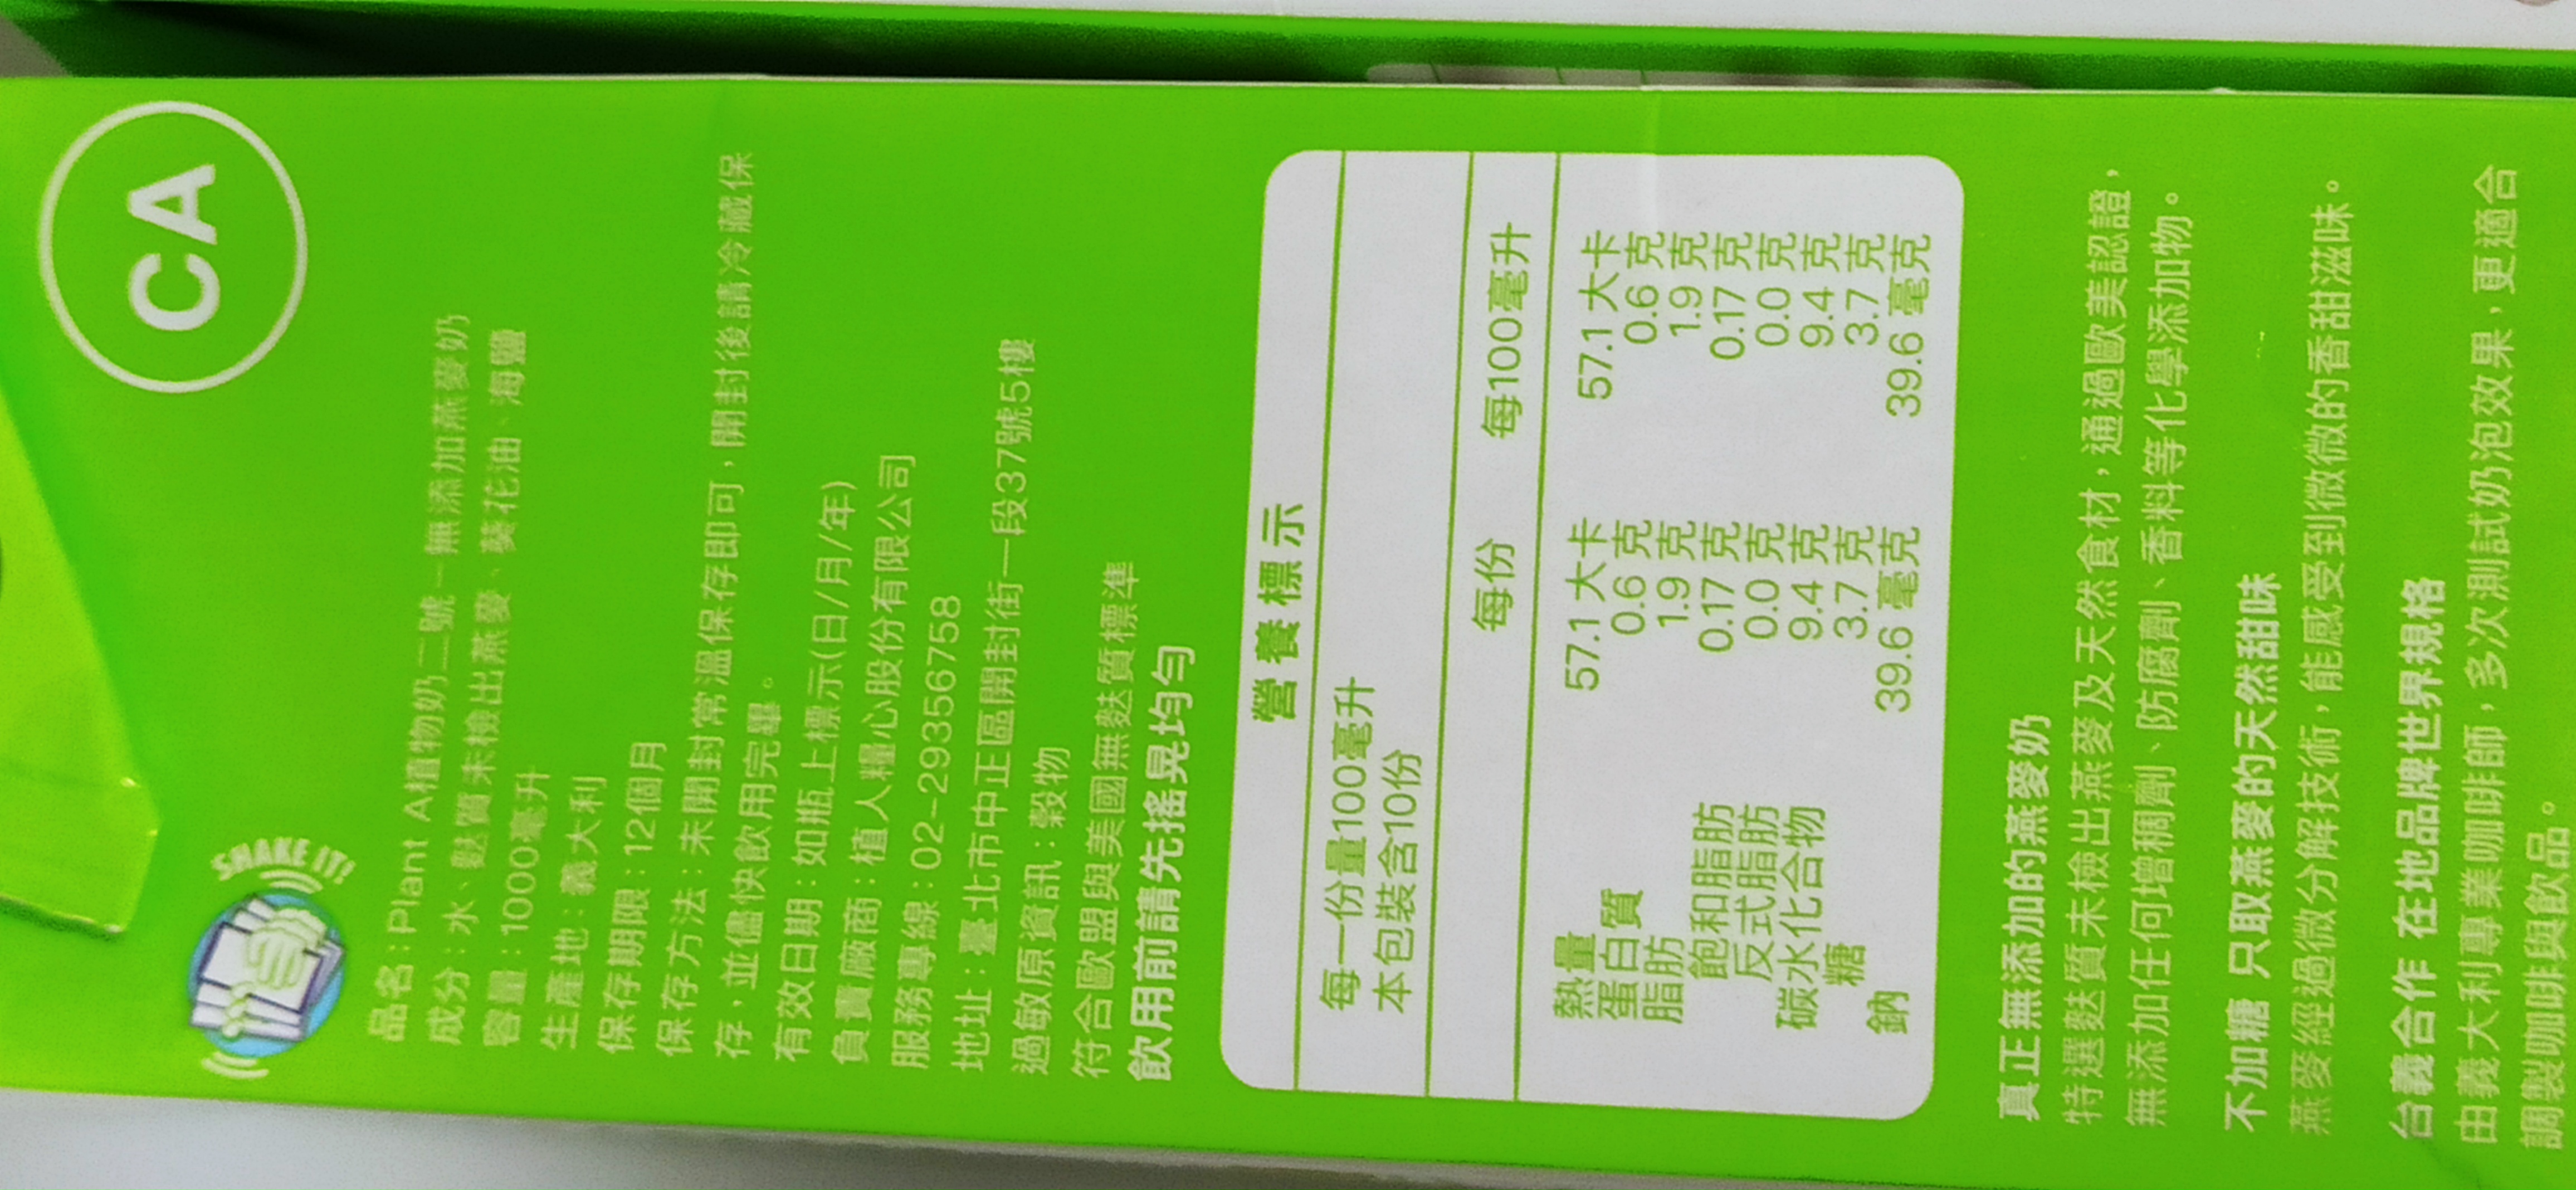 CA
SHAKE IT!
品名：Plant A植物奶二號－無添加燕麥奶
成分：水、麩質未檢出燕麥、葵花油、海鹽
容量：1000毫升
生產地：義大利
保存期限：12個月
保存方法：未開封常溫保存即可，開封後請冷藏保
存，並儘快飲用完畢。
有效日期：如瓶上標示(日/月/年)
負責廠商：植人糧心股份有限公司
服務專線：02-29356758
地址：臺北市中正區開封街一段37號5樓
過敏原資訊：穀物
符合歐盟與美國無麩質標準
飲用前請先搖晃均勻
營養標示
每一份量100毫升
本包裝含10份
每份 每100毫升
熱量 57.1 大卡 57.1 大卡
蛋白質 0.6 克 0.6 克
脂肪 1.9 克 1.9 克
飽和脂肪 0.17 克 0.17 克
反式脂肪 0.0 克 0.0 克
碳水化合物 9.4 克 9.4 克
糖 3.7 克 3.7 克
鈉 39.6 毫克 39.6 毫克
真正無添加的燕麥奶
特選麩質未檢出燕麥及天然食材，通過歐美認證，
無添加任何增稠劑、防腐劑、香料等化學添加物。
不加糖 只取燕麥的天然甜味
燕麥經過微分解技術，能感受到微微的香甜滋味。
台義合作 在地品牌世界規格
由義大利專業咖啡師，多次測試奶泡效果，更適合
調製咖啡與飲品。